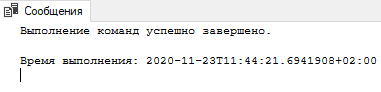 Сообщения
Выполнение команд успешно завершено.
Время выполнения: 2020-11-23T11:44:21.6941908+02:00